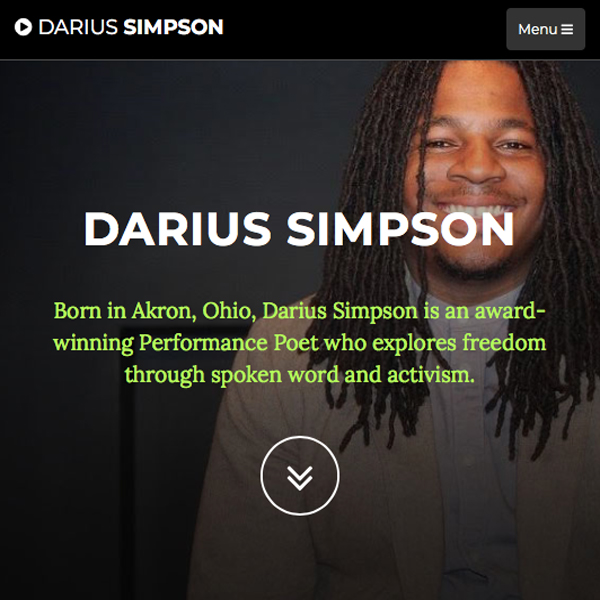 DARIUS SIMPSON
Menu
DARIUS SIMPSON
Born in Akron, Ohio, Darius Simpson is an award-
winning Performance Poet who explores freedom
through spoken word and activism.